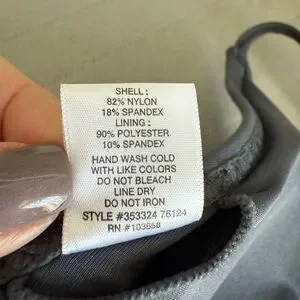 SHELL:
82% NYLON
18% SPANDEX
LINING:
90% POLYESTER
10% SPANDEX
HAND WASH COLD
WITH LIKE COLORS
DO NOT BLEACH
LINE DRY
DO NOT IRON
STYLE #353324 76124
RN #103858